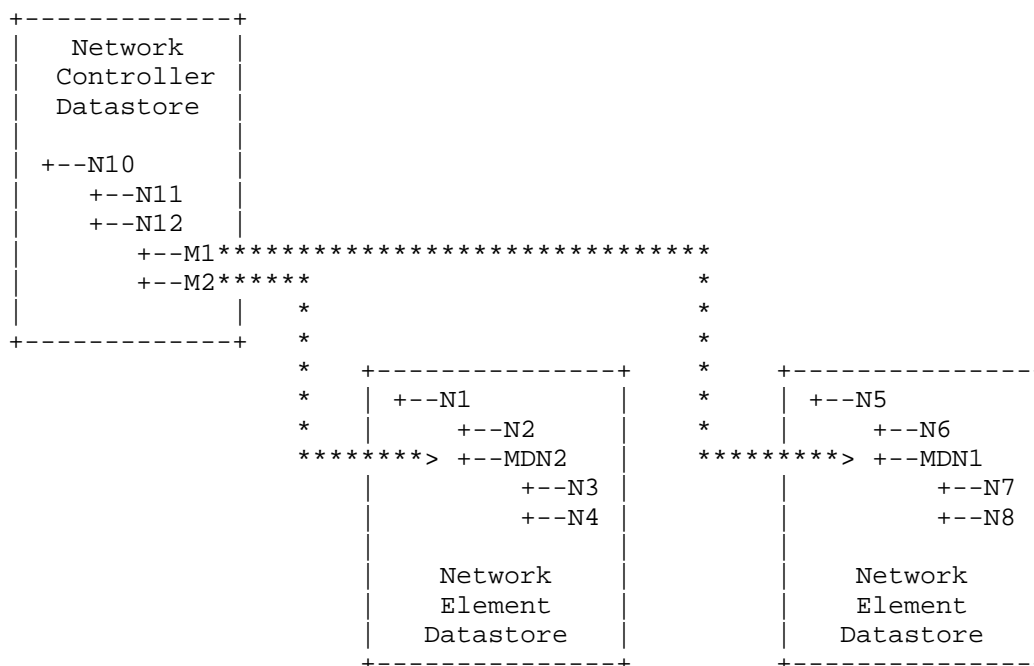 +-------------+
|   Network   |
|  Controller |
|  Datastore  |
|             |
| +--N10      |
|    +--N11   |
|    +--N12   |
|       +--M1*******************************
|       +--M2******                        *
|             |   *                        *
+-------------+   *                        *
                  *   +---------------+    *    +---------------
                  *   | +--N1         |    *    | +--N5
                  *   |     +--N2     |    *    |     +--N6
                  ********> +--MDN2   |    *********> +--MDN1
                      |         +--N3 |         |         +--N7
                      |         +--N4 |         |         +--N8
                      |               |         |
                      |    Network    |         |    Network
                      |    Element    |         |    Element
                      |   Datastore   |         |   Datastore
                      +---------------+         +---------------